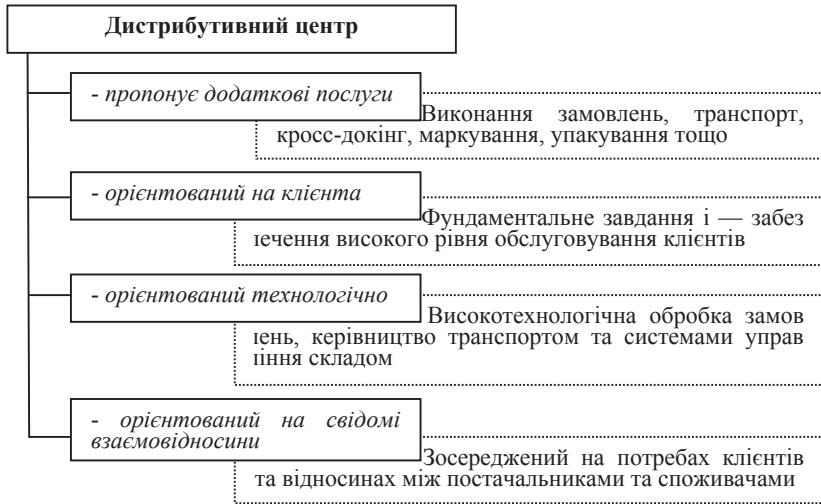 Дистрибутивний центр
- пропонує додаткові послуги
Виконання замовлень, транспорт,
кросс-докінг, маркування, упакування тощо
- орієнтований на клієнта
Фундаментальне завдання і — забез
печення високого рівня обслуговування клієнтів
- орієнтований технологічно
Високотехнологічна обробка замов
лень, керівництво транспортом та системами управ
ління складом
- орієнтований на свідомі
взаємовідносини
Зосереджений на потребах клієнтів
та відносинах між постачальниками та споживачами